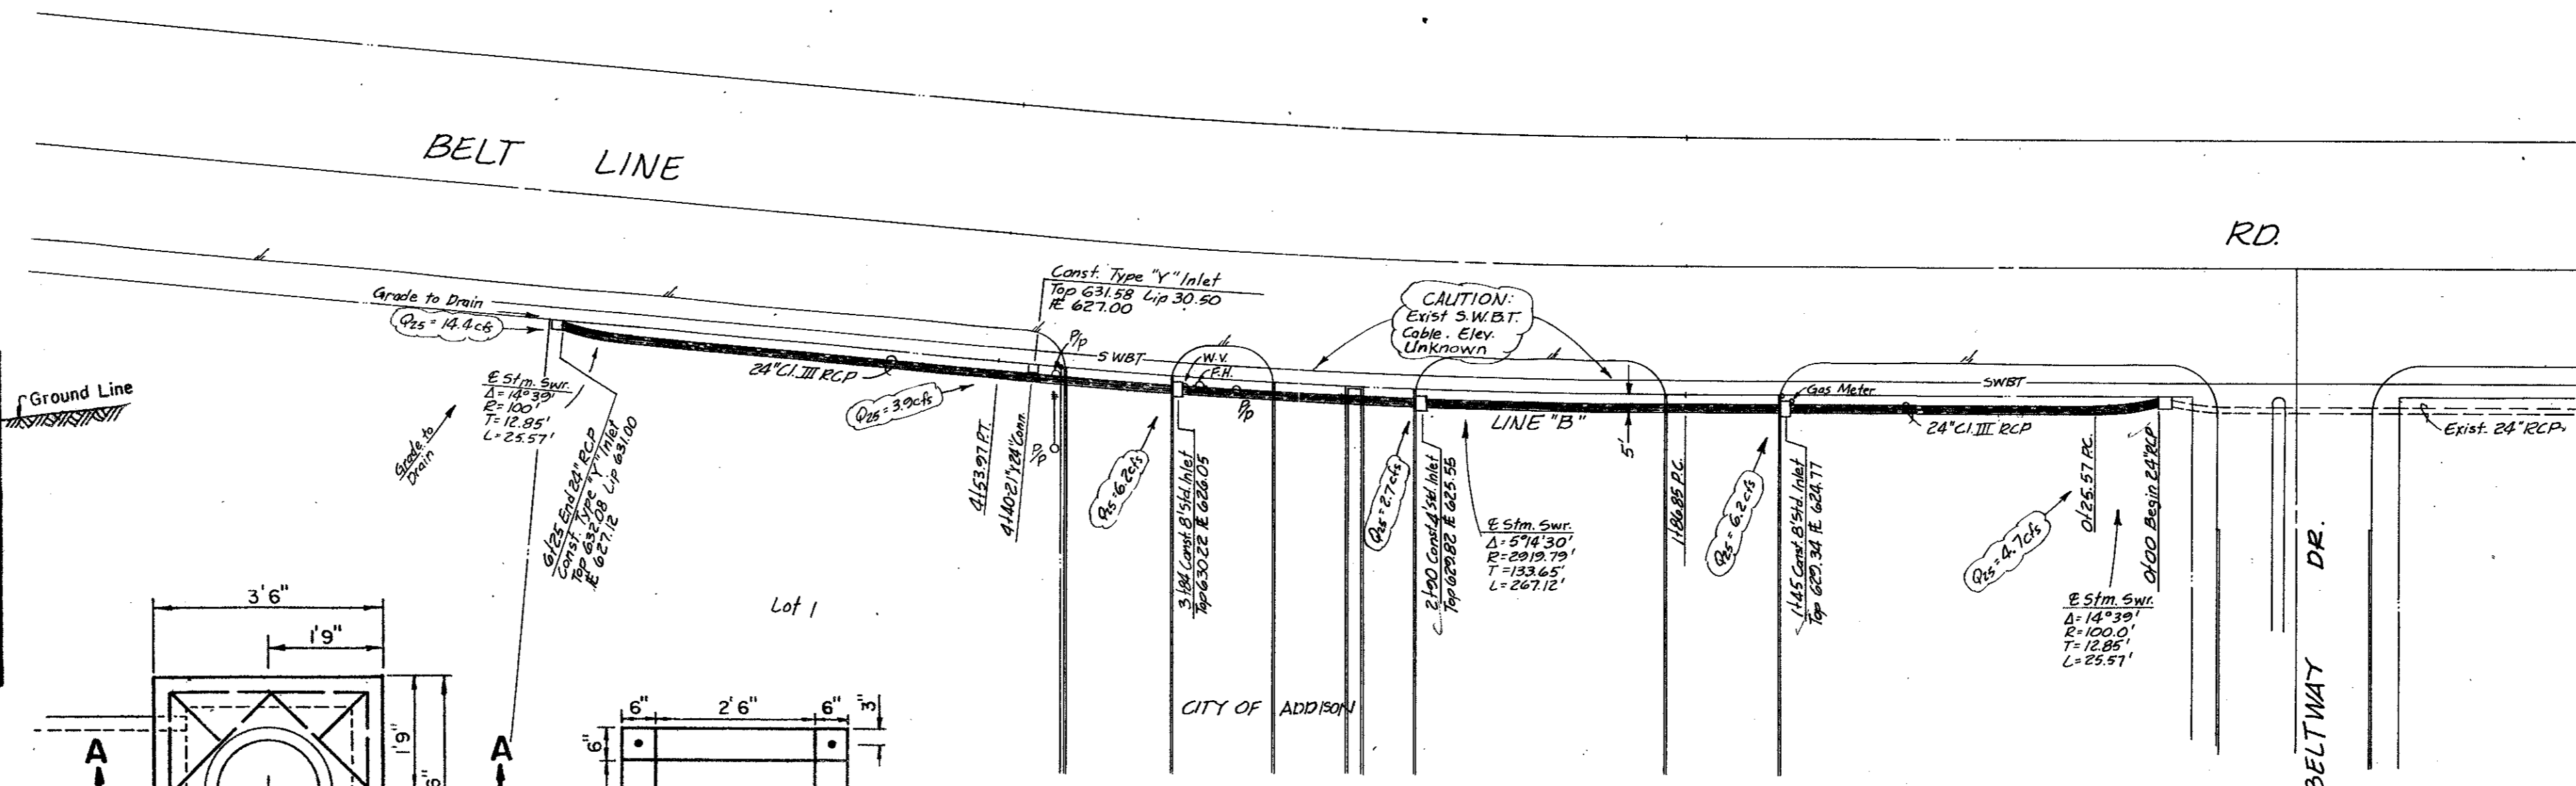 BELT LINE
RD.
Const. Type "Y" Inlet
Top 631.58 Lip 30.50
℄ 627.00
Grade to Drain
Q25 = 14.4 cfs
CAUTION:
Exist S.W.B.T.
Cable. Elev.
Unknown
P/p
SWBT
W.V.
F.H.
P/p
24" Cl. III RCP
Q25 = 3.9 cfs
Ground Line
℄ Stm. Swr.
Δ = 14°39'
R = 100'
T = 12.85'
L = 25.57'
Grade to
Drain
6+25 End 24" RCP
Const. Type "Y" Inlet
Top 632.08 Lip 631.00
℄ 627.12
4+53.97 P.T.
4+40-21"x24" Conn.
P/p
Q25 = 6.2 cfs
3+84 Const. 8' Std. Inlet
Top 630.22 ℄ 626.05
Q25 = 2.7 cfs
2+90 Const. 4' Std. Inlet
Top 629.82 ℄ 625.55
LINE "B"
℄ Stm. Swr.
Δ = 5°14'30"
R = 2919.79'
T = 133.65'
L = 267.12'
5'
1+86.85 P.C.
Q25 = 6.2 cfs
Gas Meter
1+45 Const. 8' Std. Inlet
Top 629.34 ℄ 624.77
SWBT
24" Cl. III RCP
Q25 = 4.7 cfs
0+25.57 P.C.
0+00 Begin 24" RCP
℄ Stm. Swr.
Δ = 14°39'
R = 100.0'
T = 12.85'
L = 25.57'
Exist. 24" RCP
BELTWAY DR.
Lot 1
CITY OF ADDISON
3'6"
1'9"
1'9"
A
A
6"
2'6"
6"
3"
6"